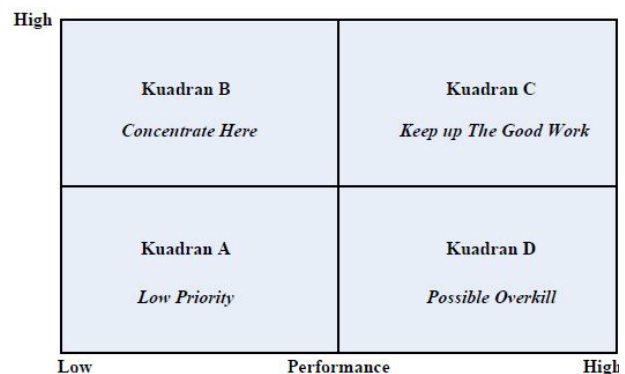 High
Kuadran B
Concentrate Here
Kuadran C
Keep up The Good Work
Kuadran A
Low Priority
Kuadran D
Possible Overkill
Low
Performance
High